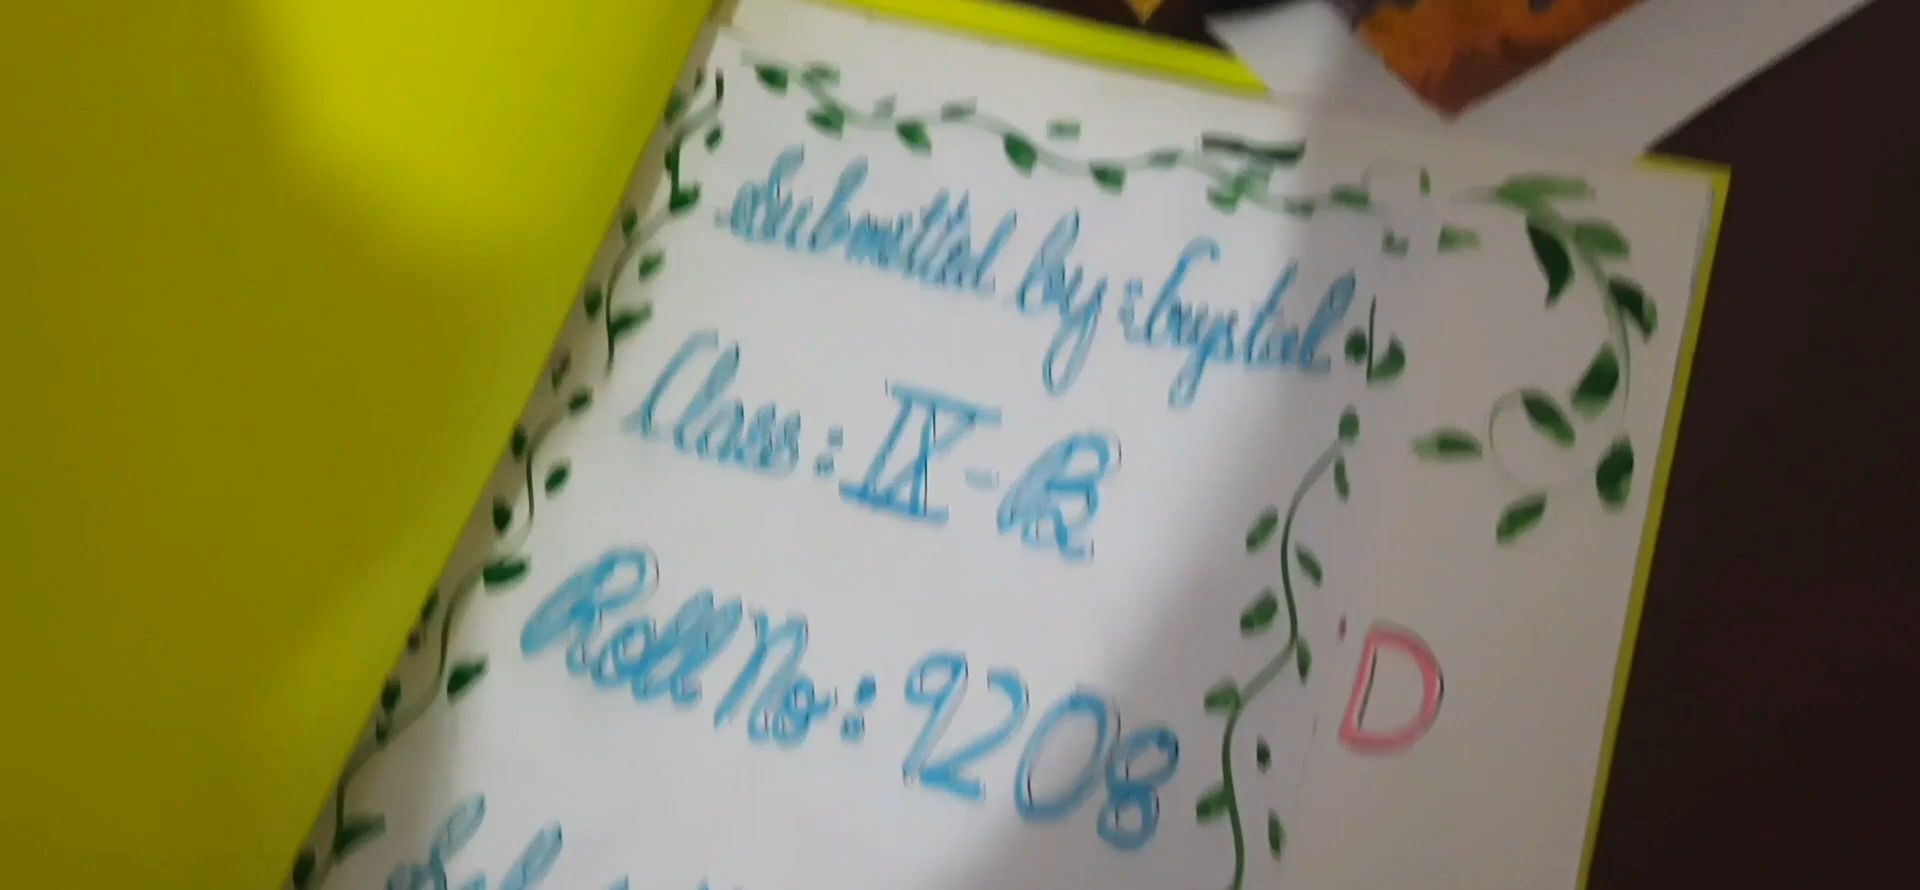 Submitted by : Crystal
Class : IX - B
Roll No : 9208
D